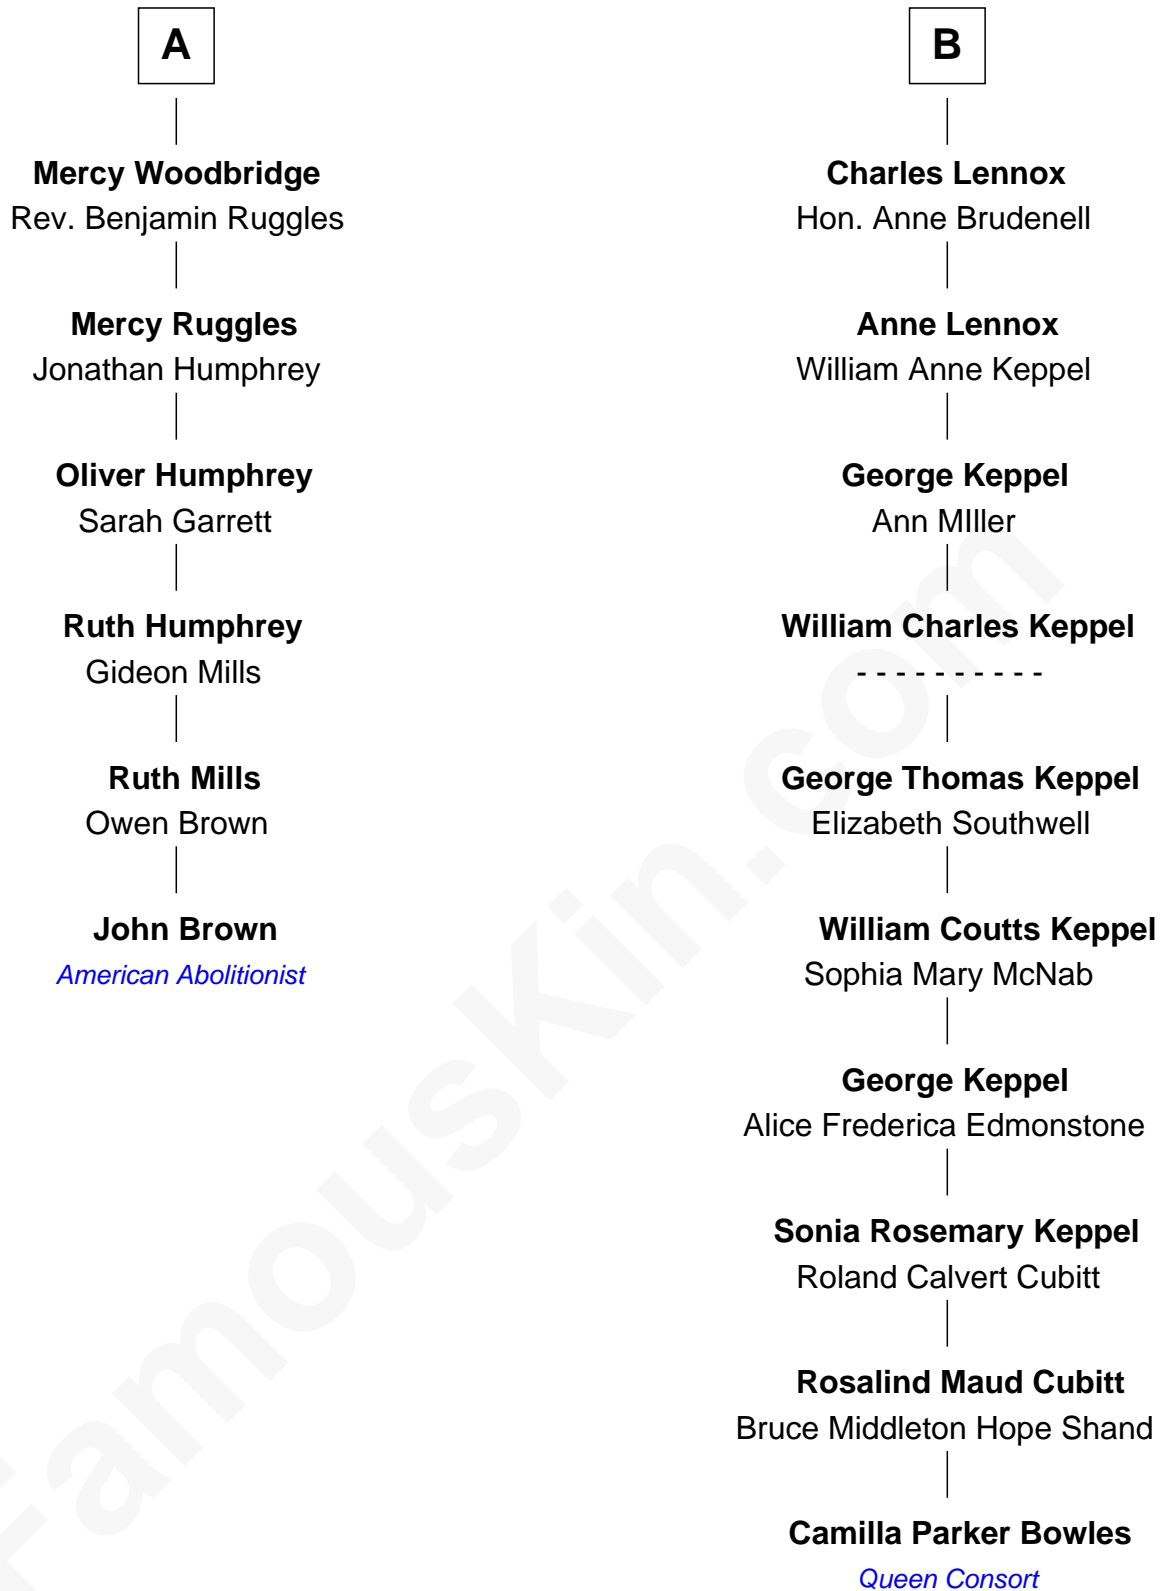 A
Mercy Woodbridge
Rev. Benjamin Ruggles
Mercy Ruggles
Jonathan Humphrey
Oliver Humphrey
Sarah Garrett
Ruth Humphrey
Gideon Mills
Ruth Mills
Owen Brown
John Brown
American Abolitionist
B
Charles Lennox
Hon. Anne Brudenell
Anne Lennox
William Anne Keppel
George Keppel
Ann MIller
William Charles Keppel
- - - - - - - - - -
George Thomas Keppel
Elizabeth Southwell
William Coutts Keppel
Sophia Mary McNab
George Keppel
Alice Frederica Edmonstone
Sonia Rosemary Keppel
Roland Calvert Cubitt
Rosalind Maud Cubitt
Bruce Middleton Hope Shand
Camilla Parker Bowles
Queen Consort
FamousKin.com